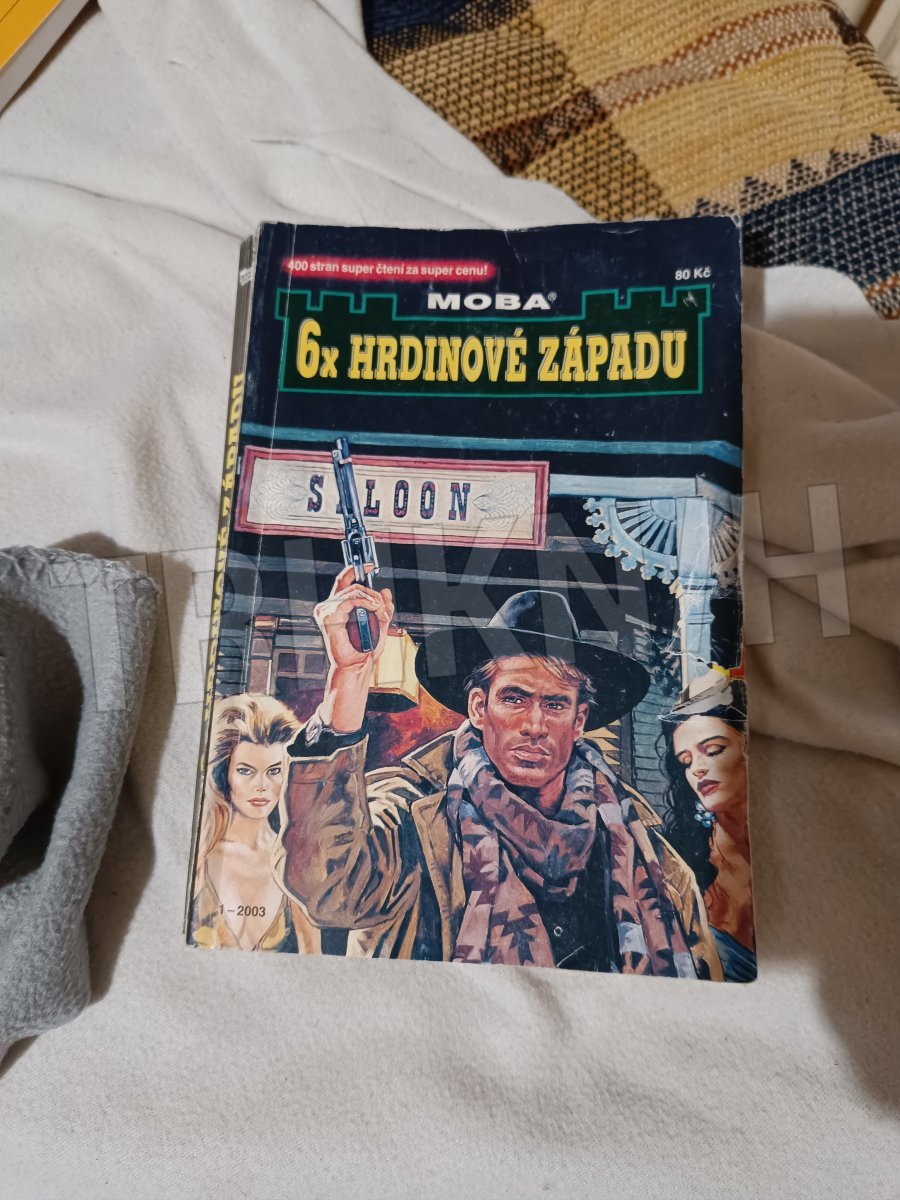 400 stran super čtení za super cenu!
80 Kč
MOBA®
6x HRDINOVÉ ZÁPADU
SALOON
1–2003